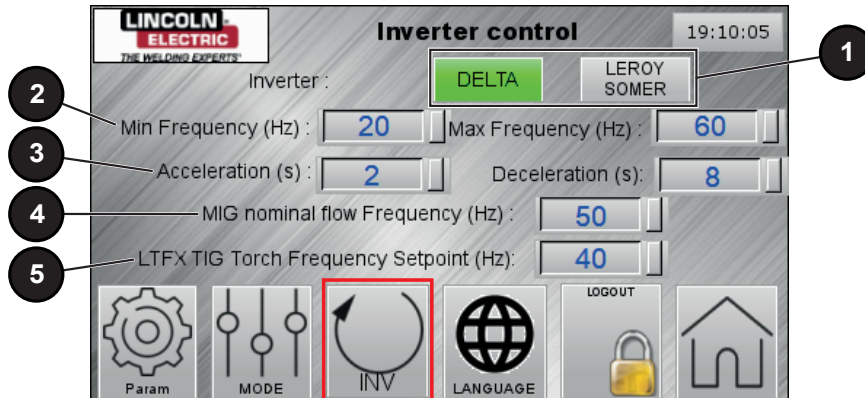 LINCOLN
ELECTRIC
THE WELDING EXPERTS®
Inverter control
19:10:05
1
Inverter :
DELTA
LEROY
SOMER
2
Min Frequency (Hz) : 20 Max Frequency (Hz) : 60
3
Acceleration (s) : 2 Deceleration (s): 8
4
MIG nominal flow Frequency (Hz) : 50
5
LTFX TIG Torch Frequency Setpoint (Hz): 40
Param
MODE
INV
LANGUAGE
LOGOUT